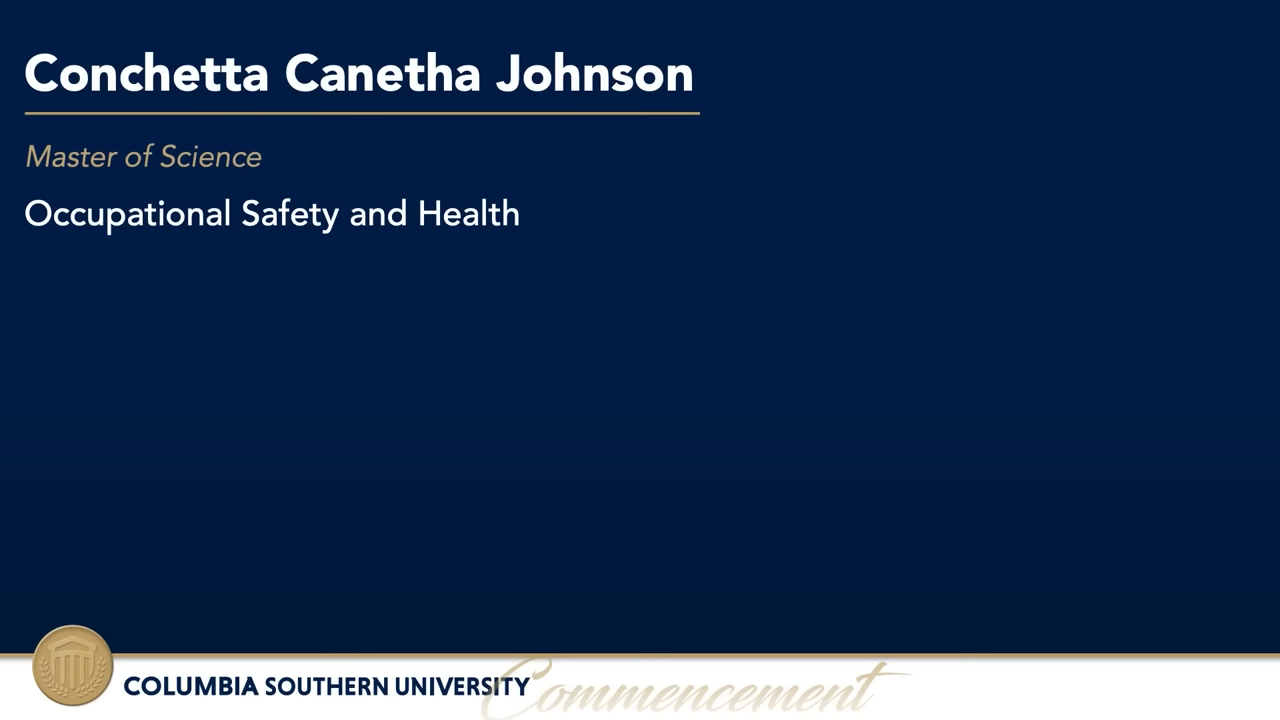 Conchetta Canetha Johnson
Master of Science
Occupational Safety and Health
COLUMBIA SOUTHERN UNIVERSITY
Commencement